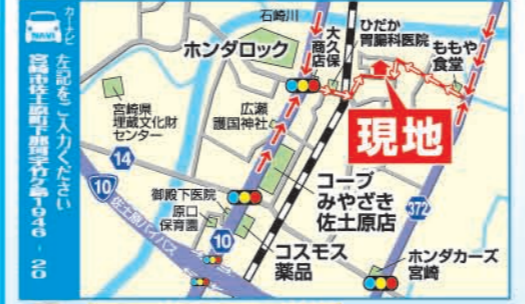 カーナビ
NAVI
左記をご入力ください
宮崎市佐土原町下那珂字竹ケ島1946-20
石崎川
ホンダロック
大久保
商店
ひだか
胃腸科医院
ももや
食堂
宮崎県
埋蔵文化財
センター
広瀬
護国神社
現地
14
10
佐土原バイパス
御殿下医院
原口
保育園
10
コープ
みやざき
佐土原店
372
コスモス
薬品
ホンダカーズ
宮崎